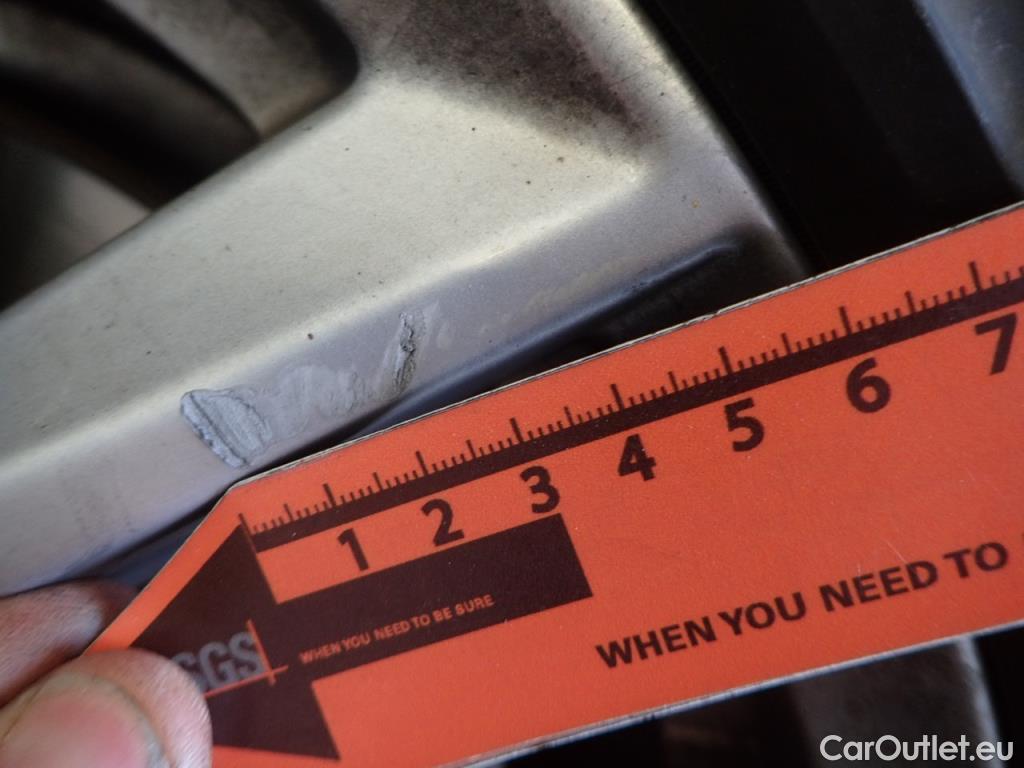 1 2 3 4 5 6 7
SGS
WHEN YOU NEED TO BE SURE
WHEN YOU NEED TO
CarOutlet.eu